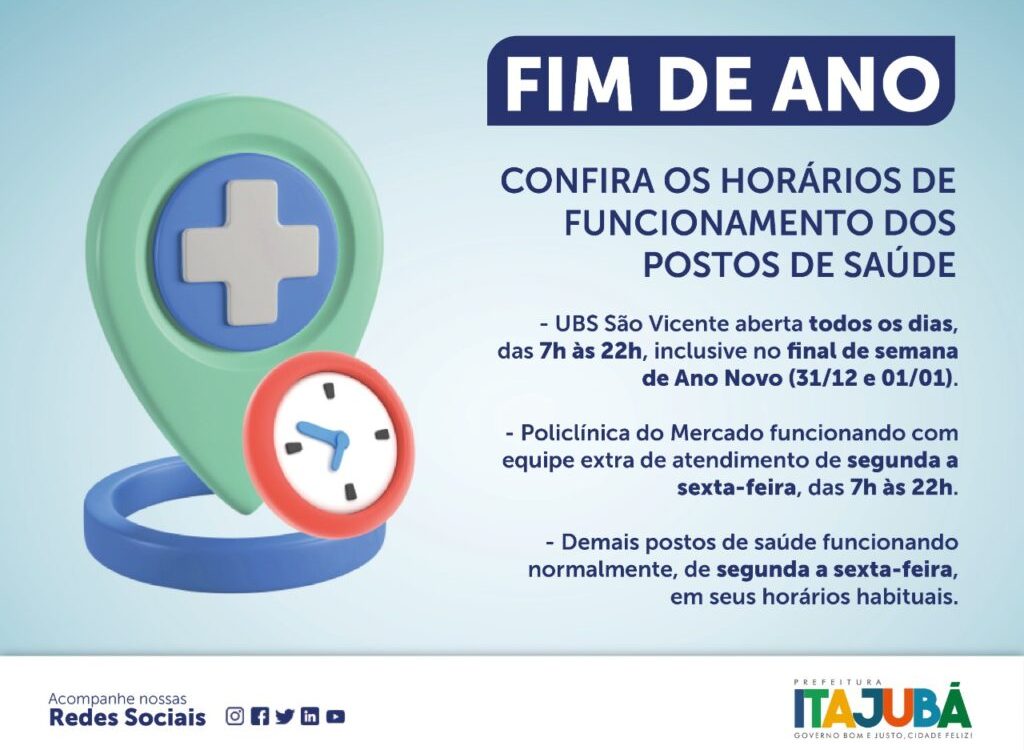 FIM DE ANO
CONFIRA OS HORÁRIOS DE
FUNCIONAMENTO DOS
POSTOS DE SAÚDE
- UBS São Vicente aberta todos os dias,
das 7h às 22h, inclusive no final de semana
de Ano Novo (31/12 e 01/01).
- Policlínica do Mercado funcionando com
equipe extra de atendimento de segunda a
sexta-feira, das 7h às 22h.
- Demais postos de saúde funcionando
normalmente, de segunda a sexta-feira,
em seus horários habituais.
Acompanhe nossas
Redes Sociais
PREFEITURA
ITAJUBÁ
GOVERNO BOM E JUSTO, CIDADE FELIZ!